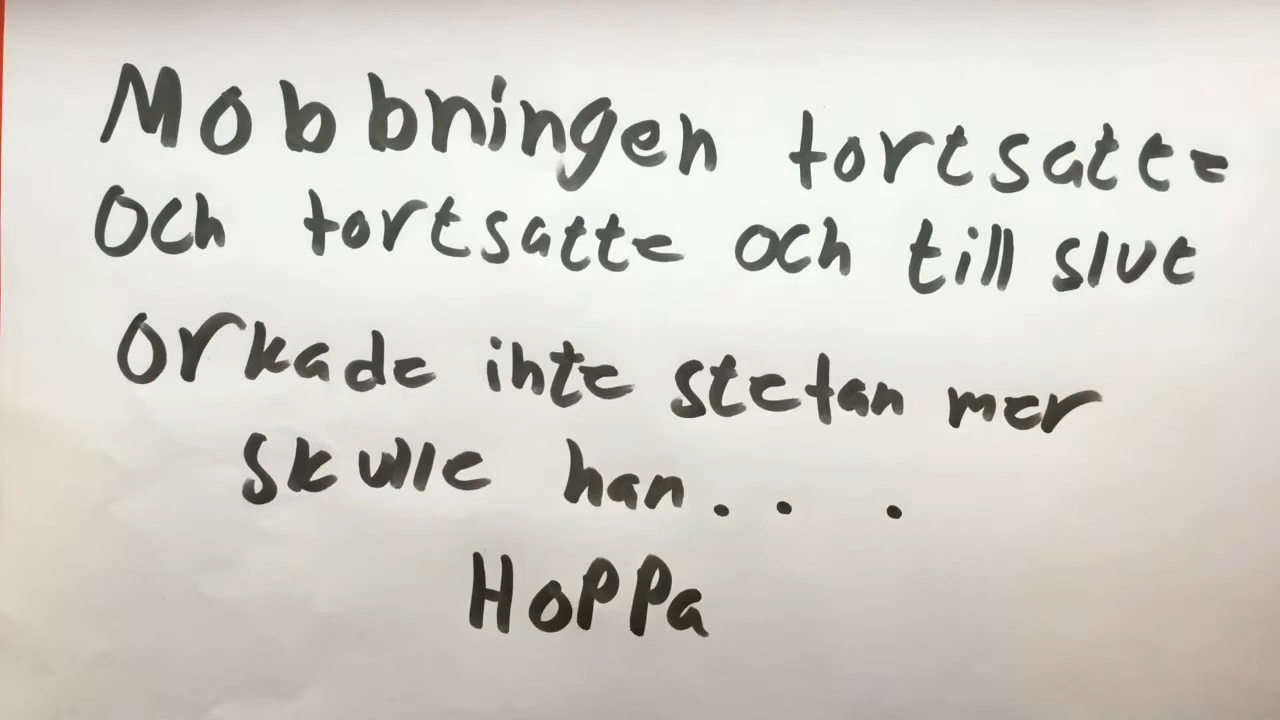 Mobbningen fortsatte
och fortsatte och till slut
orkade inte stefan mer
skulle han. . .
HoPPa